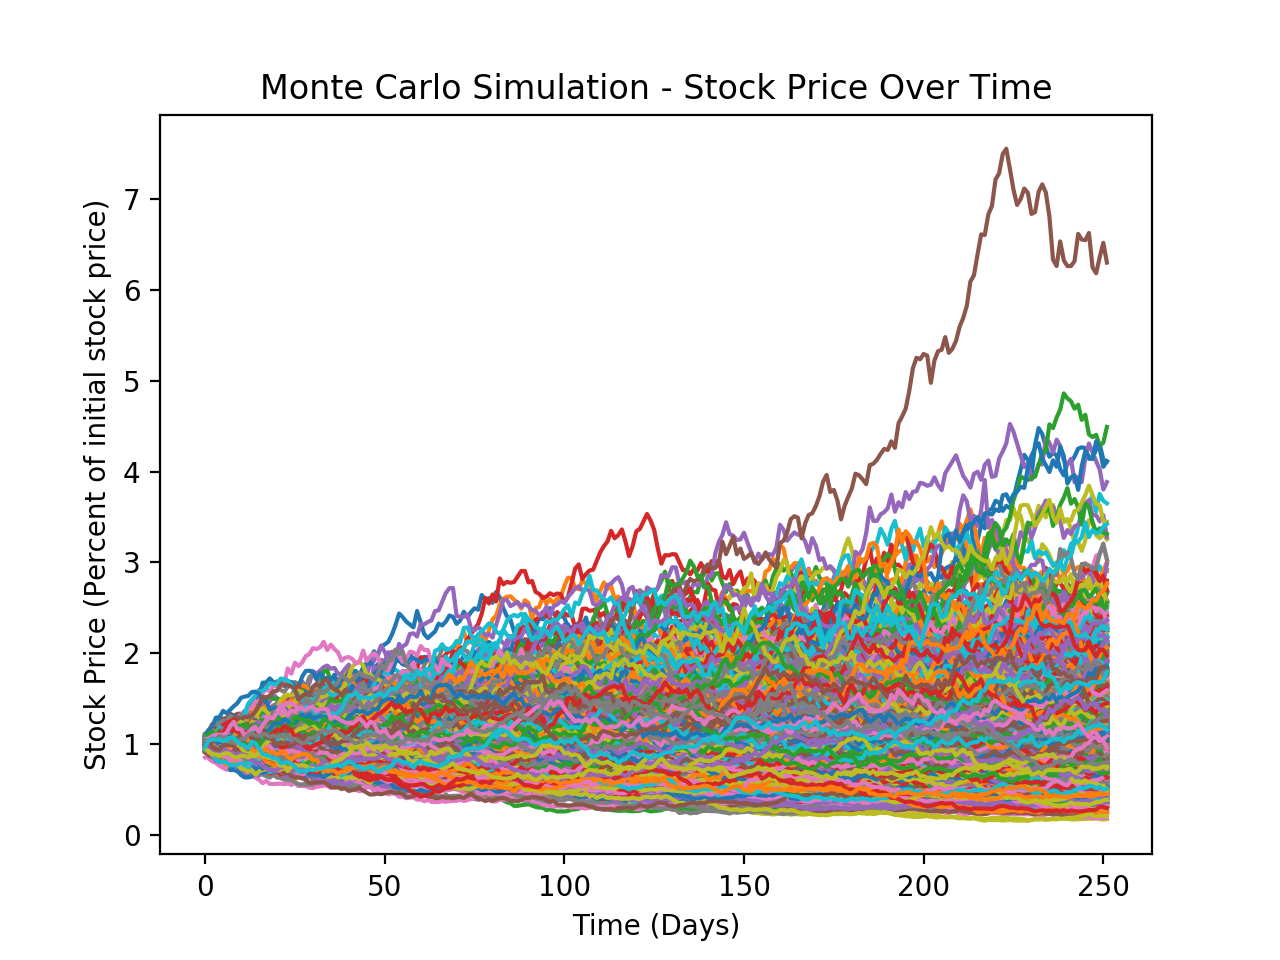 Monte Carlo Simulation - Stock Price Over Time
Stock Price (Percent of initial stock price)
7
6
5
4
3
2
1
0
0 50 100 150 200 250
Time (Days)